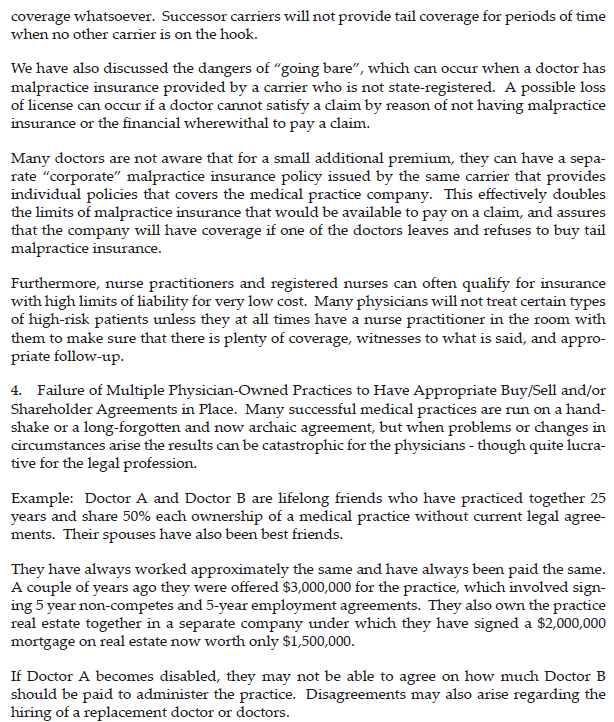 coverage whatsoever.  Successor carriers will not provide tail coverage for periods of time
when no other carrier is on the hook.
We have also discussed the dangers of “going bare”, which can occur when a doctor has
malpractice insurance provided by a carrier who is not state-registered.  A possible loss
of license can occur if a doctor cannot satisfy a claim by reason of not having malpractice
insurance or the financial wherewithal to pay a claim.
Many doctors are not aware that for a small additional premium, they can have a sepa-
rate “corporate” malpractice insurance policy issued by the same carrier that provides
individual policies that covers the medical practice company.  This effectively doubles
the limits of malpractice insurance that would be available to pay on a claim, and assures
that the company will have coverage if one of the doctors leaves and refuses to buy tail
malpractice insurance.
Furthermore, nurse practitioners and registered nurses can often qualify for insurance
with high limits of liability for very low cost.  Many physicians will not treat certain types
of high-risk patients unless they at all times have a nurse practitioner in the room with
them to make sure that there is plenty of coverage, witnesses to what is said, and appro-
priate follow-up.
4.  Failure of Multiple Physician-Owned Practices to Have Appropriate Buy/Sell and/or
Shareholder Agreements in Place.  Many successful medical practices are run on a hand-
shake or a long-forgotten and now archaic agreement, but when problems or changes in
circumstances arise the results can be catastrophic for the physicians - though quite lucra-
tive for the legal profession.
Example:  Doctor A and Doctor B are lifelong friends who have practiced together 25
years and share 50% each ownership of a medical practice without current legal agree-
ments.  Their spouses have also been best friends.
They have always worked approximately the same and have always been paid the same.
A couple of years ago they were offered $3,000,000 for the practice, which involved sign-
ing 5 year non-competes and 5-year employment agreements.  They also own the practice
real estate together in a separate company under which they have signed a $2,000,000
mortgage on real estate now worth only $1,500,000.
If Doctor A becomes disabled, they may not be able to agree on how much Doctor B
should be paid to administer the practice.  Disagreements may also arise regarding the
hiring of a replacement doctor or doctors.